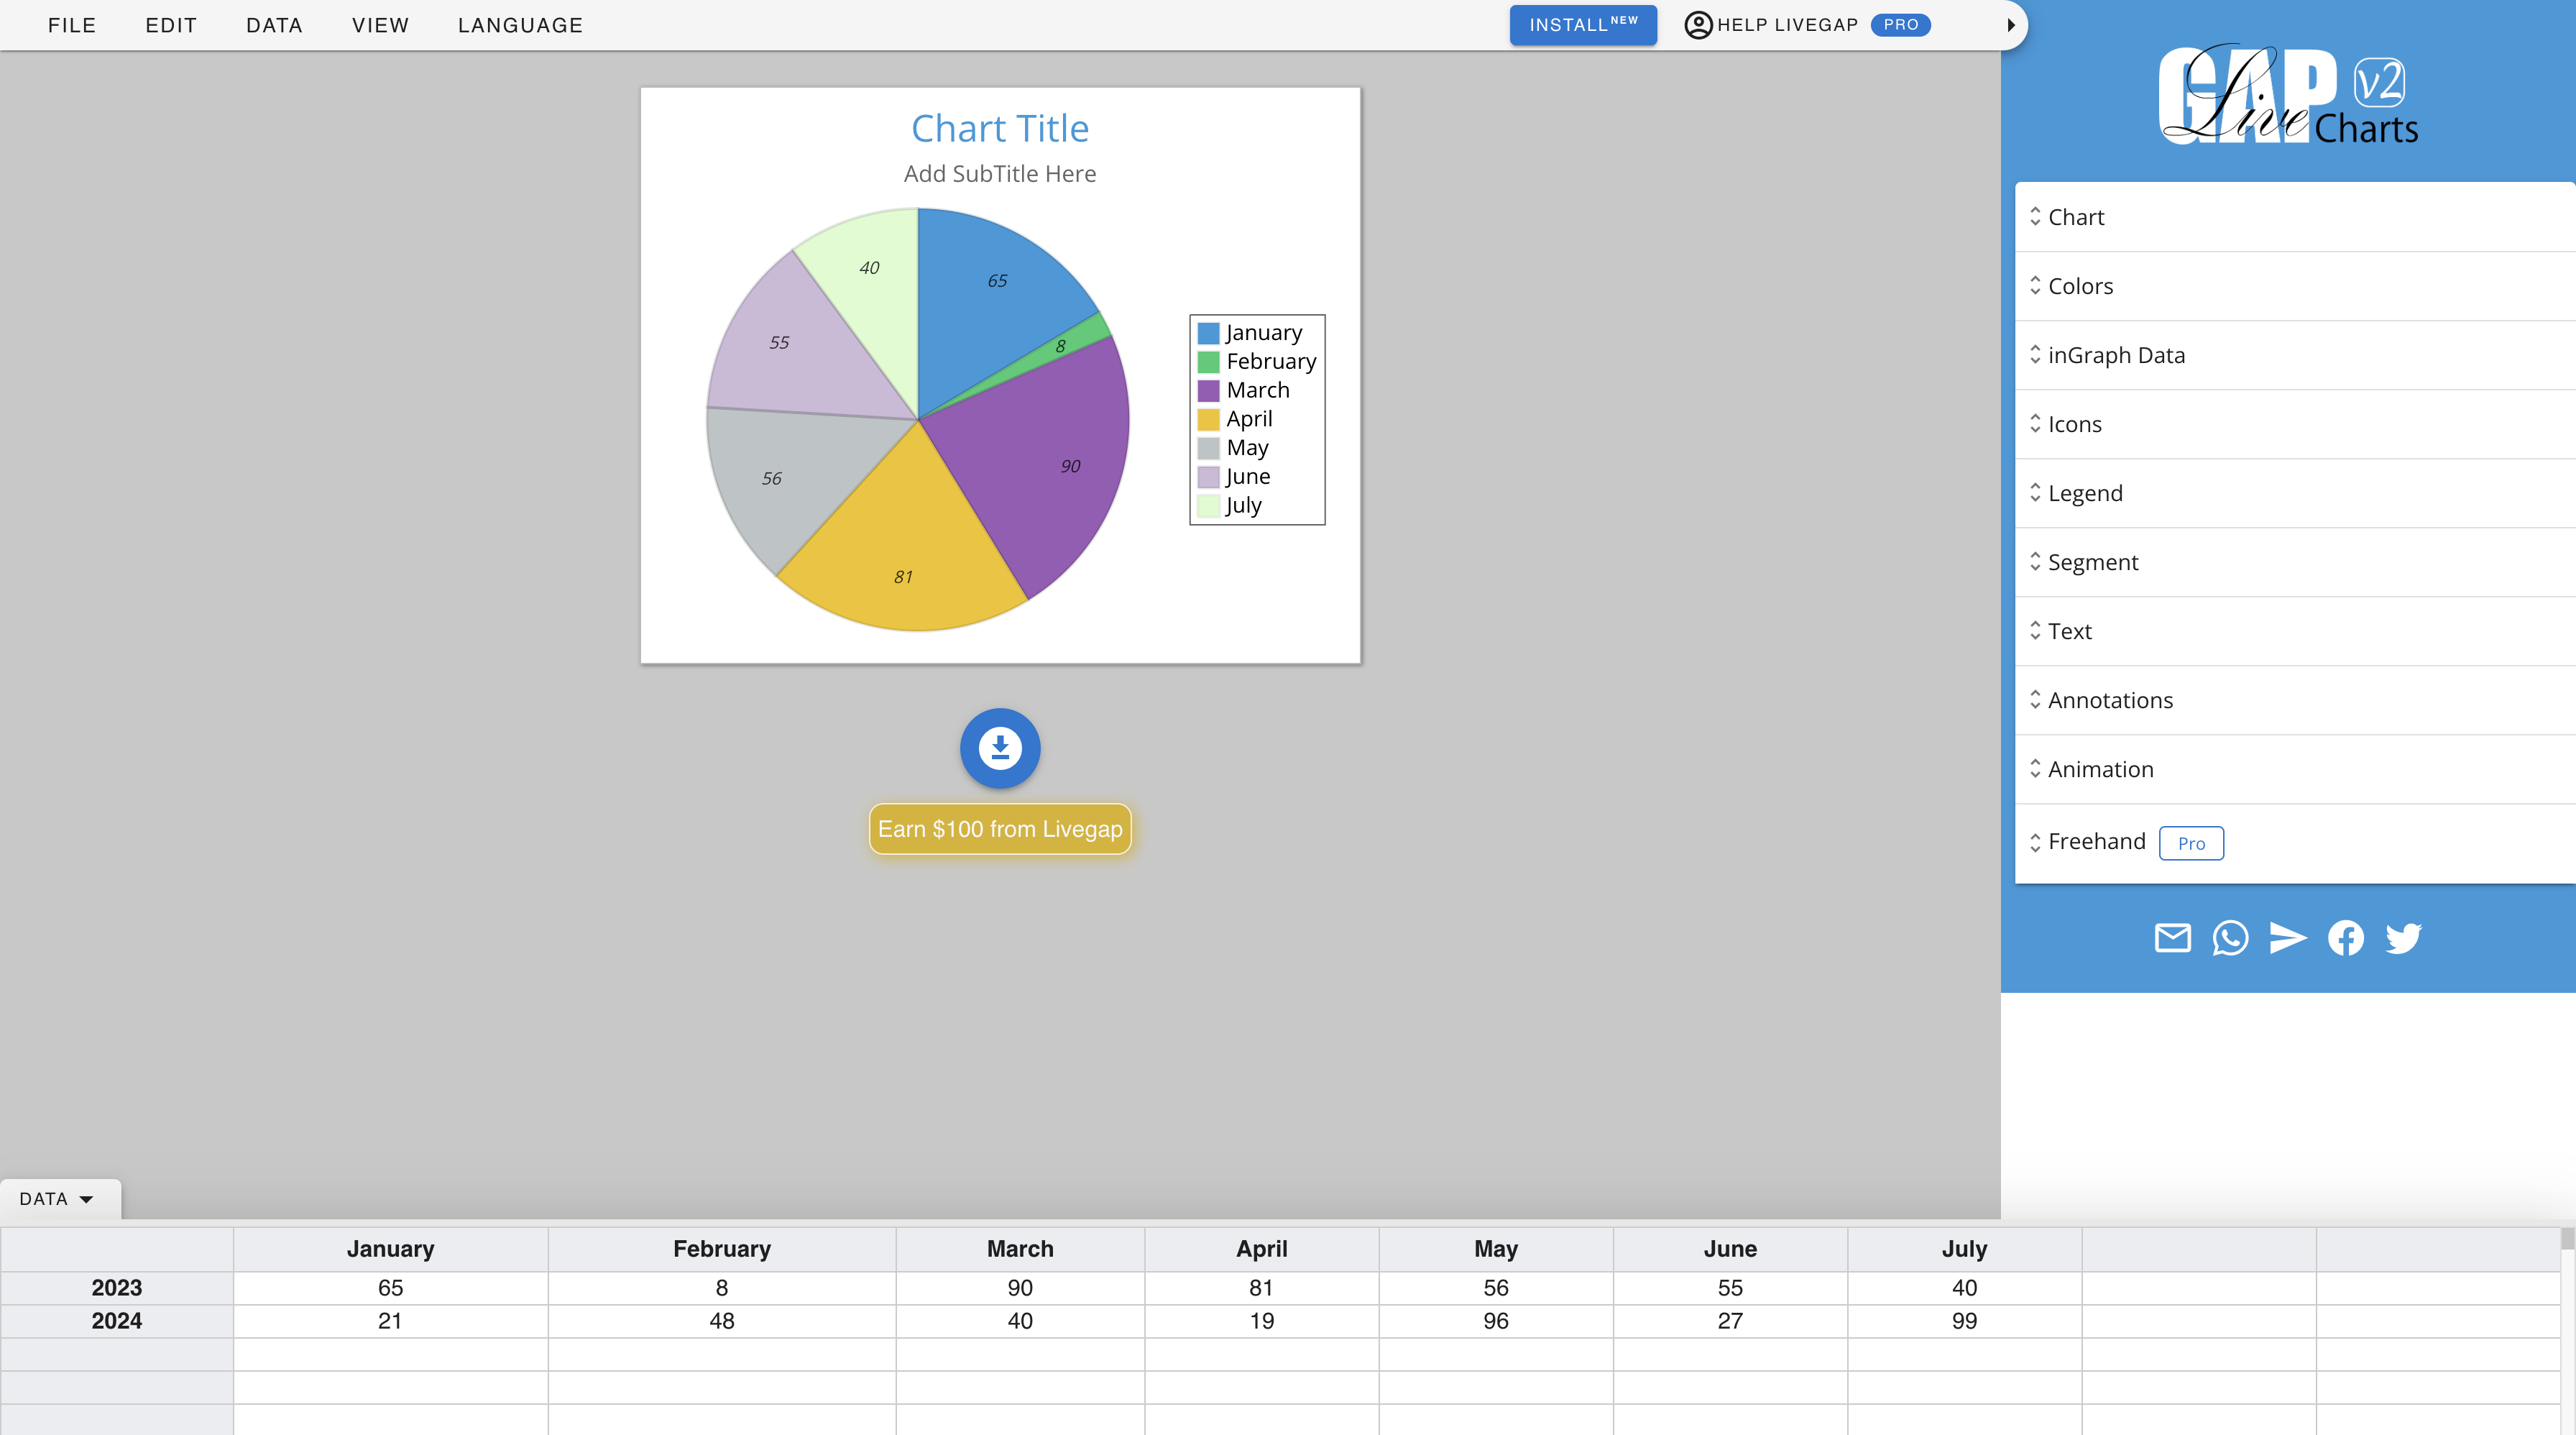 FILE EDIT DATA VIEW LANGUAGE INSTALL NEW HELP LIVEGAP PRO
Chart Title
Add SubTitle Here
65
8
90
81
56
55
40
January
February
March
April
May
June
July
Earn $100 from Livegap
GAP Live Charts v2
Chart
Colors
inGraph Data
Icons
Legend
Segment
Text
Annotations
Animation
Freehand Pro
DATA
January February March April May June July
2023 65 8 90 81 56 55 40
2024 21 48 40 19 96 27 99